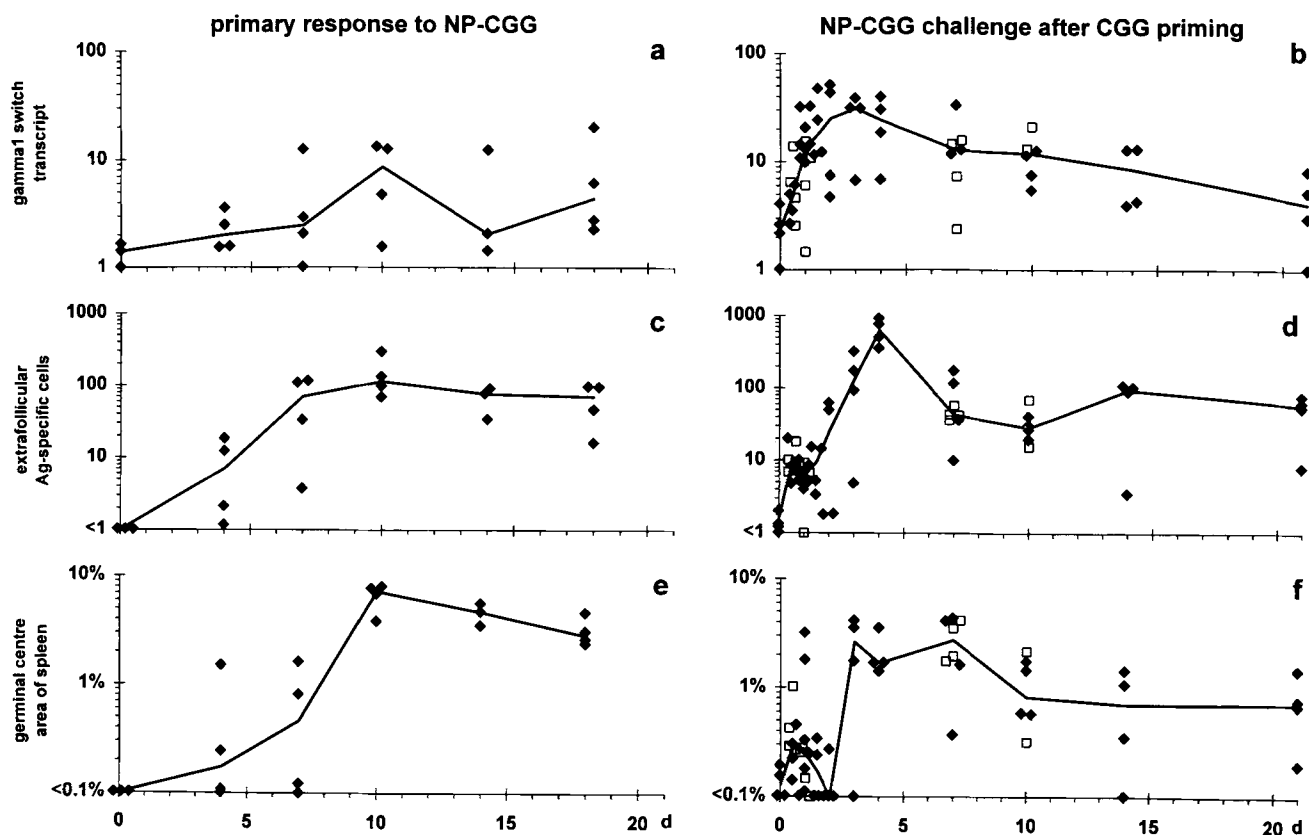 primary response to NP-CGG
NP-CGG challenge after CGG priming
gamma1 switch
transcript
100
10
1
a
100
10
1
b
extrafollicular
Ag-specific cells
1000
100
10
<1
c
1000
100
10
<1
d
germinal centre
area of spleen
10%
1%
<0.1%
e
10%
1%
<0.1%
f
0 5 10 15 20 d
0 5 10 15 20 d